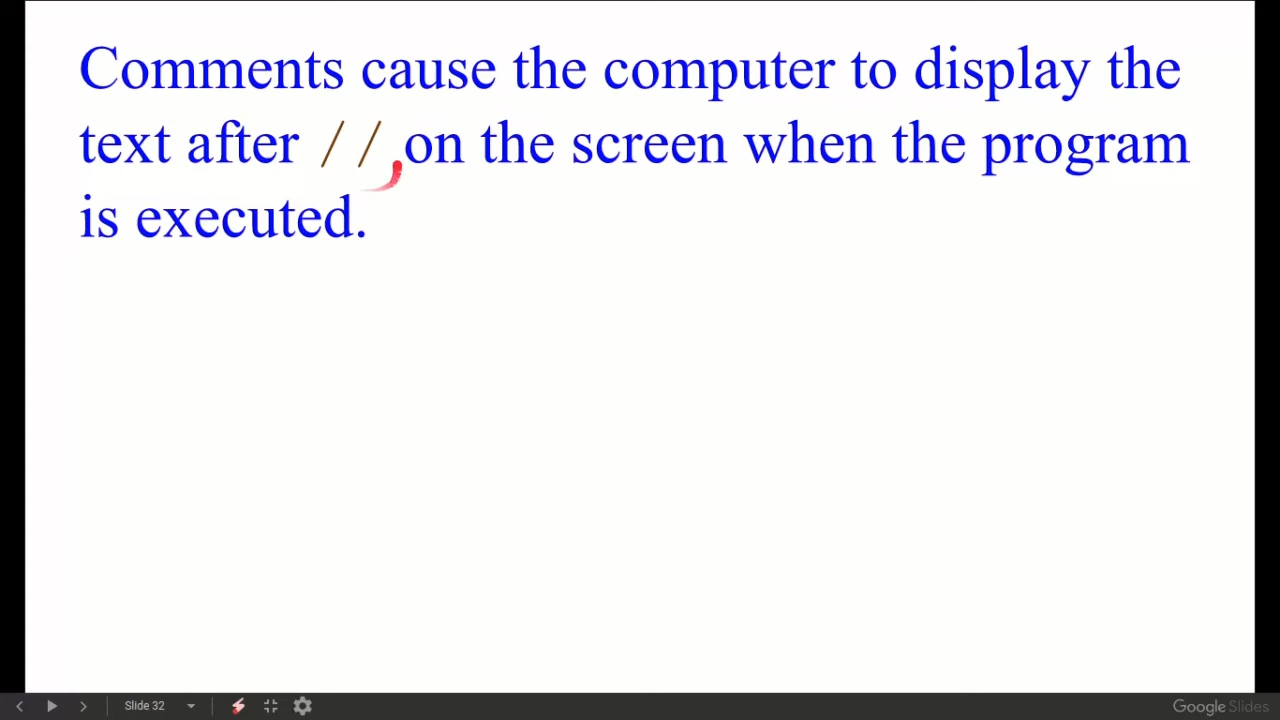 Comments cause the computer to display the
text after // on the screen when the program
is executed.
Slide 32
Google Slides